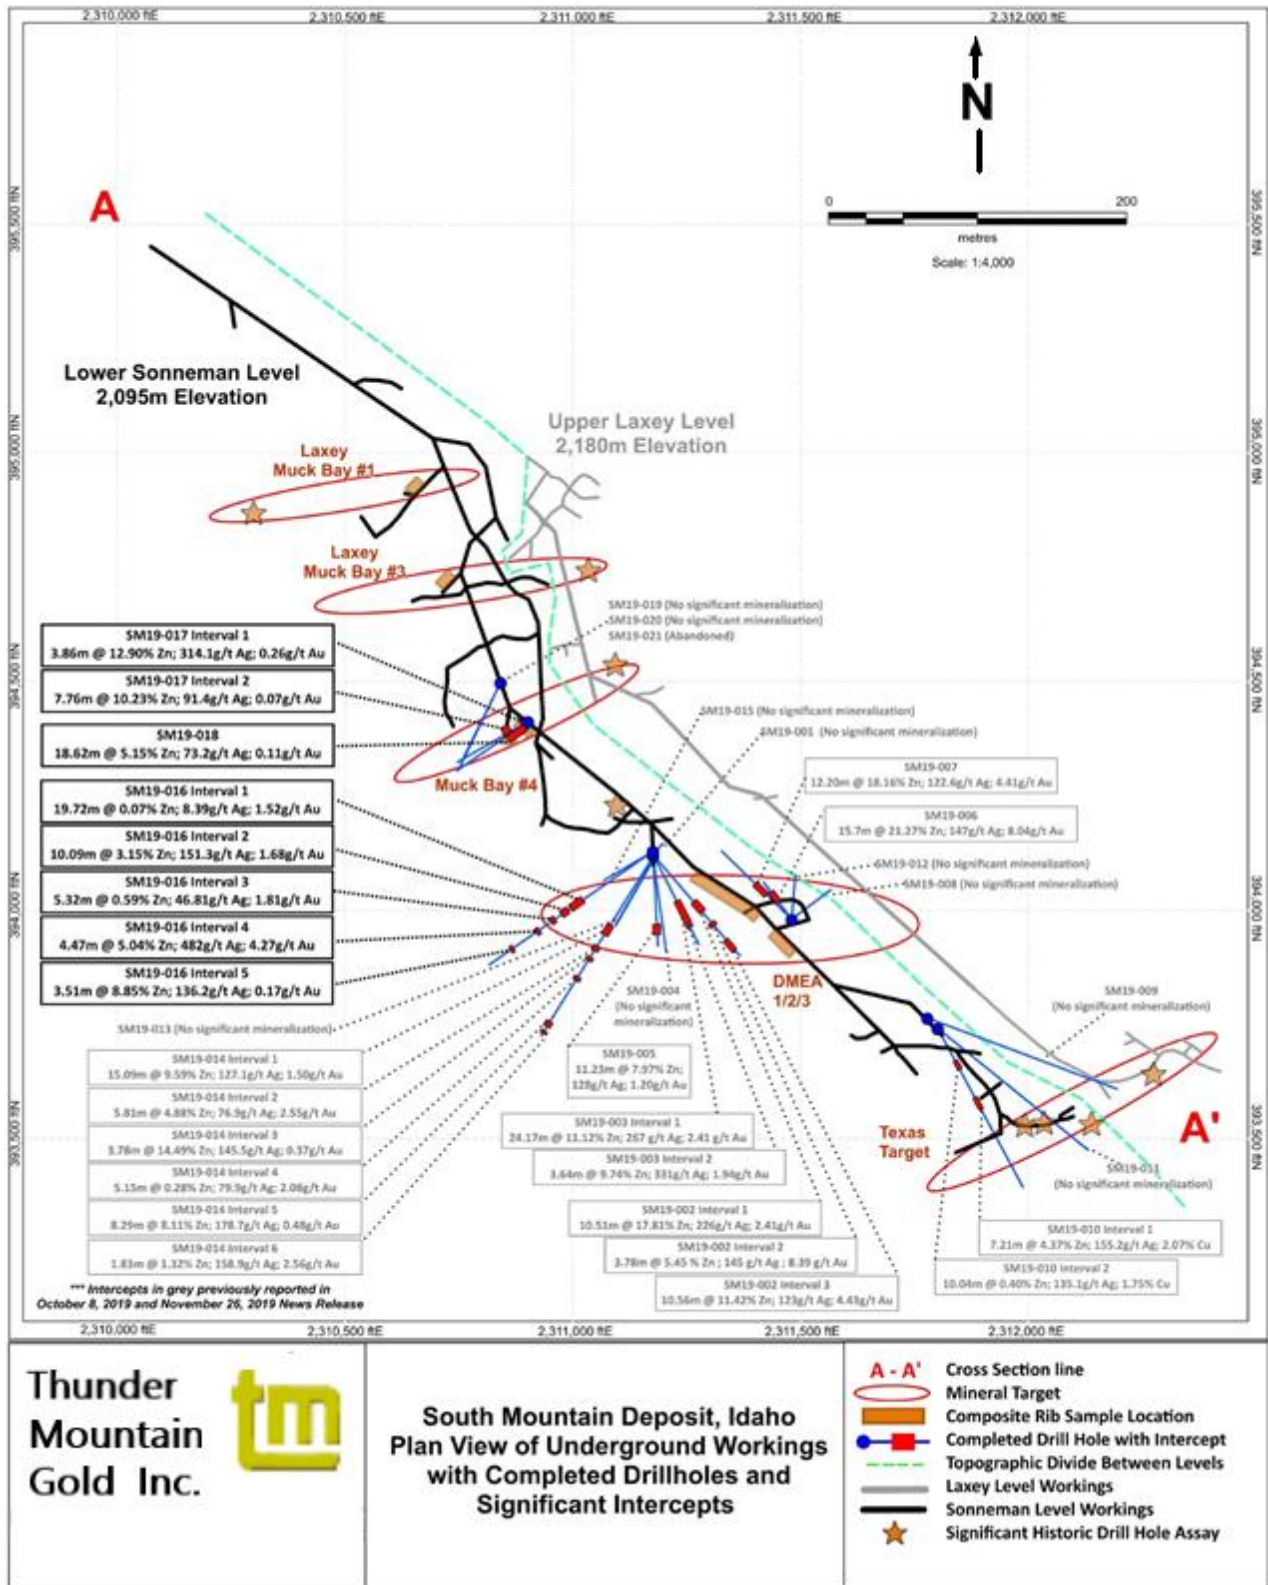 2,310,000 ftE
2,310,500 ftE
2,311,000 ftE
2,311,500 ftE
2,312,000 ftE
N
A
0
200
metres
Scale: 1:4,000
395,500 ftN
395,500 ftN
Lower Sonneman Level
2,095m Elevation
Upper Laxey Level
2,180m Elevation
395,000 ftN
395,000 ftN
Laxey
Muck Bay #1
Laxey
Muck Bay #3
SM19-019 (No significant mineralization)
SM19-020 (No significant mineralization)
SM19-021 (Abandoned)
SM19-017 Interval 1
3.86m @ 12.90% Zn; 314.1g/t Ag; 0.26g/t Au
394,500 ftN
394,500 ftN
SM19-017 Interval 2
7.76m @ 10.23% Zn; 91.4g/t Ag; 0.07g/t Au
SM19-015 (No significant mineralization)
SM19-001 (No significant mineralization)
SM19-018
18.62m @ 5.15% Zn; 73.2g/t Ag; 0.11g/t Au
SM19-007
12.20m @ 18.16% Zn; 122.6g/t Ag; 4.41g/t Au
Muck Bay #4
SM19-016 Interval 1
19.72m @ 0.07% Zn; 8.39g/t Ag; 1.52g/t Au
SM19-006
15.7m @ 21.27% Zn; 147g/t Ag; 8.04g/t Au
SM19-016 Interval 2
10.09m @ 3.15% Zn; 151.3g/t Ag; 1.68g/t Au
SM19-012 (No significant mineralization)
SM19-008 (No significant mineralization)
SM19-016 Interval 3
5.32m @ 0.59% Zn; 46.81g/t Ag; 1.81g/t Au
394,000 ftN
394,000 ftN
SM19-016 Interval 4
4.47m @ 5.04% Zn; 482g/t Ag; 4.27g/t Au
SM19-016 Interval 5
3.51m @ 8.85% Zn; 136.2g/t Ag; 0.17g/t Au
DMEA
1/2/3
SM19-004
(No significant
mineralization)
SM19-009
(No significant mineralization)
SM19-013 (No significant mineralization)
SM19-014 Interval 1
15.09m @ 9.59% Zn; 127.1g/t Ag; 1.50g/t Au
SM19-005
11.23m @ 7.97% Zn;
128g/t Ag; 1.20g/t Au
SM19-014 Interval 2
5.81m @ 4.88% Zn; 76.9g/t Ag; 2.55g/t Au
393,500 ftN
393,500 ftN
SM19-003 Interval 1
24.17m @ 11.12% Zn; 267 g/t Ag; 2.41 g/t Au
Texas
Target
A'
SM19-014 Interval 3
3.78m @ 14.49% Zn; 145.5g/t Ag; 0.37g/t Au
SM19-003 Interval 2
3.64m @ 9.74% Zn; 331g/t Ag; 1.94g/t Au
SM19-011
(No significant mineralization)
SM19-014 Interval 4
5.15m @ 0.28% Zn; 79.9g/t Ag; 2.06g/t Au
SM19-014 Interval 5
8.29m @ 8.11% Zn; 178.7g/t Ag; 0.48g/t Au
SM19-002 Interval 1
10.51m @ 17.81% Zn; 226g/t Ag; 2.41g/t Au
SM19-010 Interval 1
7.21m @ 4.37% Zn; 155.2g/t Ag; 2.07% Cu
SM19-014 Interval 6
1.83m @ 1.32% Zn; 158.9g/t Ag; 2.56g/t Au
SM19-002 Interval 2
3.78m @ 5.45 % Zn ; 145 g/t Ag ; 8.39 g/t Au
SM19-010 Interval 2
10.04m @ 0.40% Zn; 135.1g/t Ag; 1.75% Cu
SM19-002 Interval 3
10.56m @ 11.42% Zn; 123g/t Ag; 4.43g/t Au
*** Intercepts in grey previously reported in
October 8, 2019 and November 26, 2019 News Release
2,310,000 ftE
2,310,500 ftE
2,311,000 ftE
2,311,500 ftE
2,312,000 ftE
Thunder
Mountain
Gold Inc.
tm
South Mountain Deposit, Idaho
Plan View of Underground Workings
with Completed Drillholes and
Significant Intercepts
A - A' Cross Section line
Mineral Target
Composite Rib Sample Location
Completed Drill Hole with Intercept
Topographic Divide Between Levels
Laxey Level Workings
Sonneman Level Workings
Significant Historic Drill Hole Assay